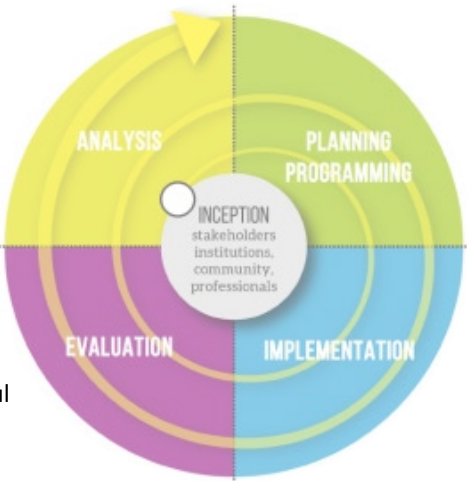 ANALYSIS
PLANNING
PROGRAMMING
INCEPTION
stakeholders
institutions,
community,
professionals
EVALUATION
IMPLEMENTATION